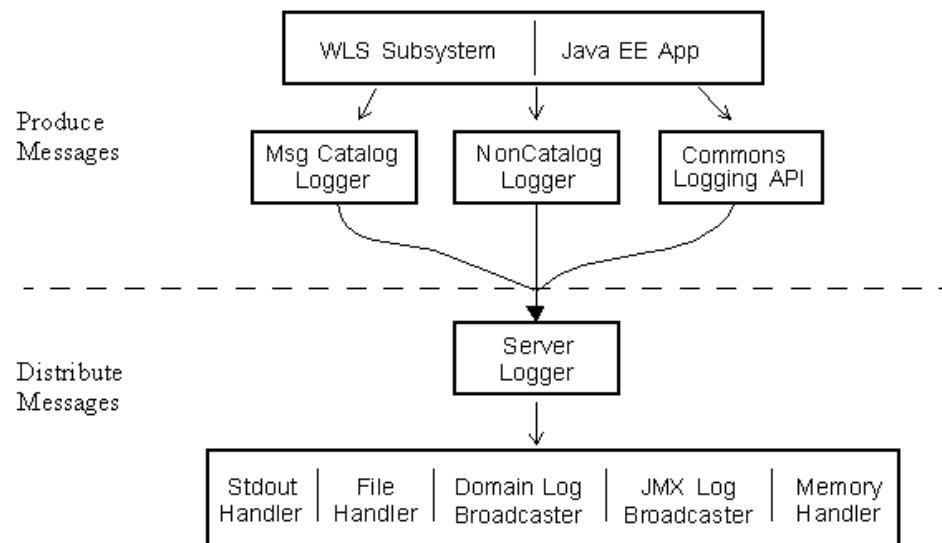 WLS Subsystem
Java EE App
Produce
Messages
Msg Catalog
Logger
NonCatalog
Logger
Commons
Logging API
Server
Logger
Distribute
Messages
Stdout
Handler
File
Handler
Domain Log
Broadcaster
JMX Log
Broadcaster
Memory
Handler